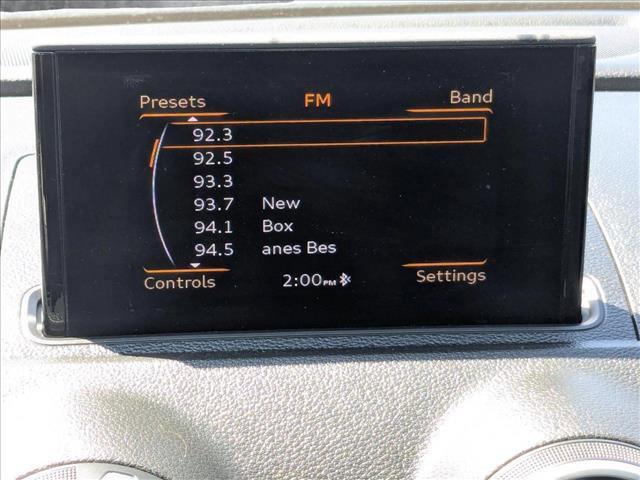 Presets FM Band
92.3
92.5
93.3
93.7 New
94.1 Box
94.5 anes Bes
Controls 2:00PM Settings